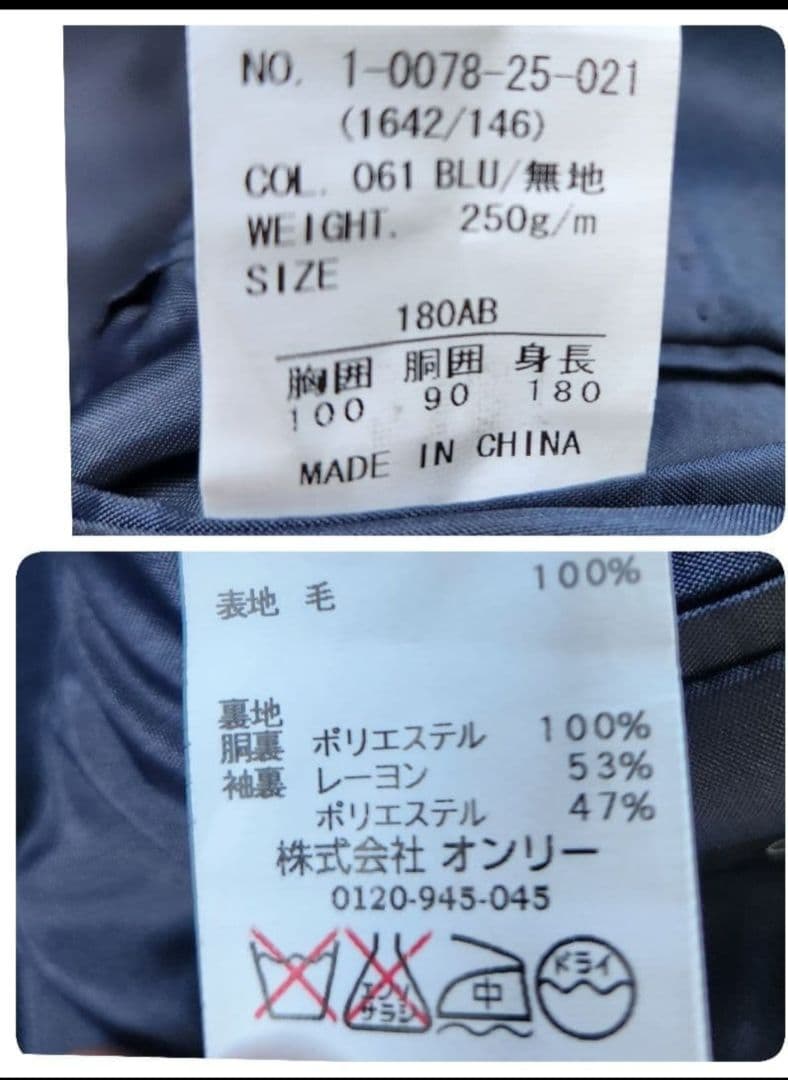 NO. 1-0078-25-021
(1642/146)
COL. 061 BLU/無地
WEIGHT. 250g/m
SIZE
180AB
胸囲 胴囲 身長
100 90 180
MADE IN CHINA
表地 毛 100%
裏地
胴裏 ポリエステル 100%
袖裏 レーヨン 53%
ポリエステル 47%
株式会社 オンリー
0120-945-045
エンソ
サラシ
中
ドライ